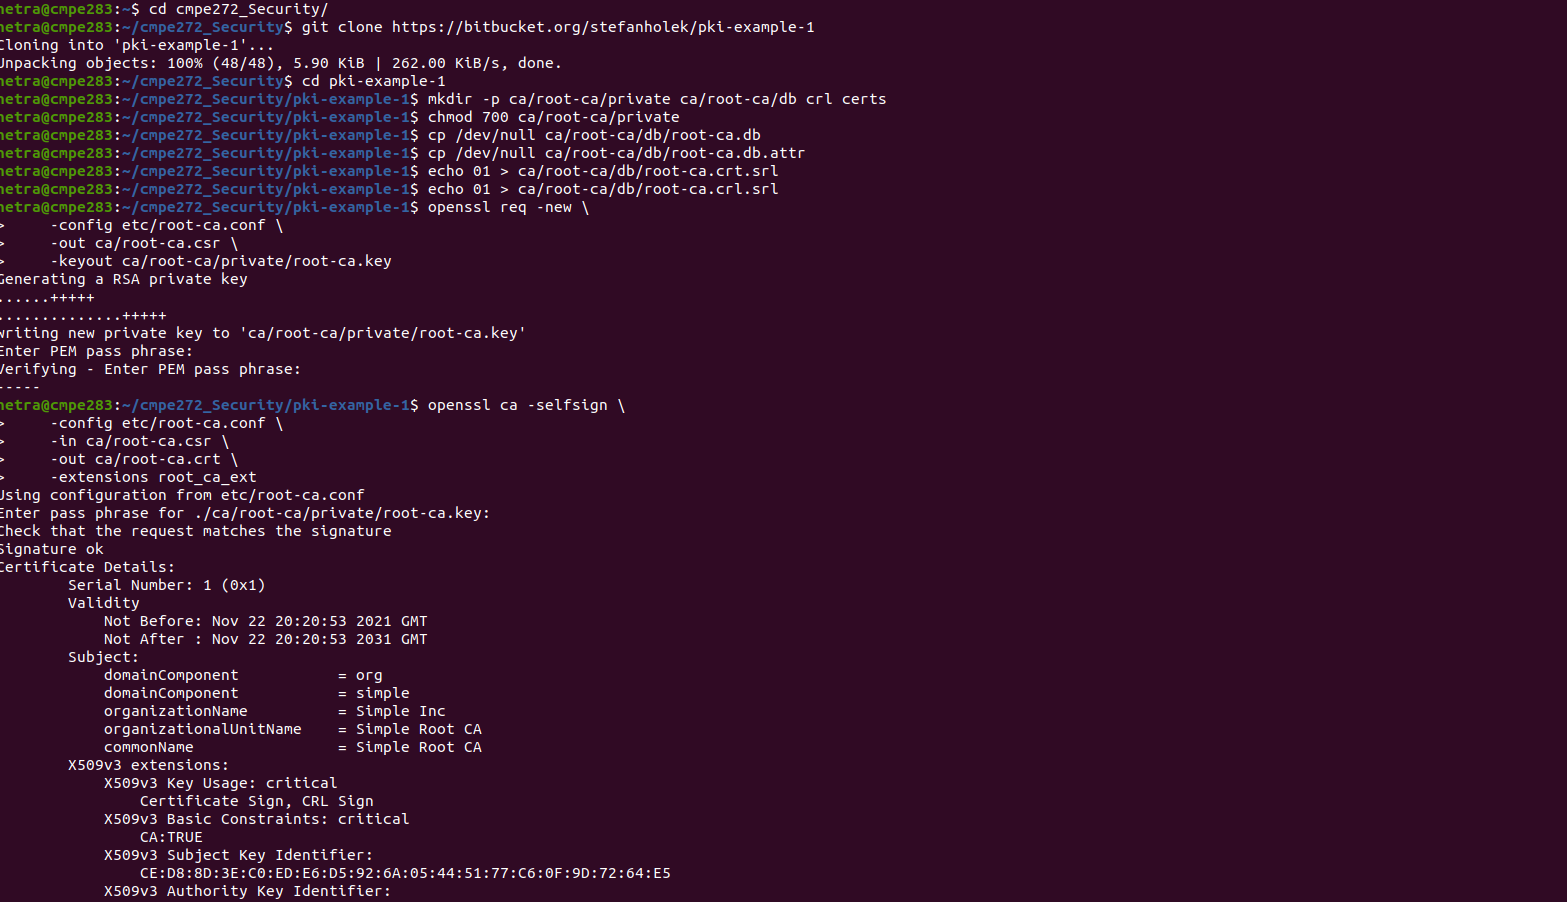 netra@cmpe283:~$ cd cmpe272_Security/
netra@cmpe283:~/cmpe272_Security$ git clone https://bitbucket.org/stefanholek/pki-example-1
Cloning into 'pki-example-1'...
Unpacking objects: 100% (48/48), 5.90 KiB | 262.00 KiB/s, done.
netra@cmpe283:~/cmpe272_Security$ cd pki-example-1
netra@cmpe283:~/cmpe272_Security/pki-example-1$ mkdir -p ca/root-ca/private ca/root-ca/db crl certs
netra@cmpe283:~/cmpe272_Security/pki-example-1$ chmod 700 ca/root-ca/private
netra@cmpe283:~/cmpe272_Security/pki-example-1$ cp /dev/null ca/root-ca/db/root-ca.db
netra@cmpe283:~/cmpe272_Security/pki-example-1$ cp /dev/null ca/root-ca/db/root-ca.db.attr
netra@cmpe283:~/cmpe272_Security/pki-example-1$ echo 01 > ca/root-ca/db/root-ca.crt.srl
netra@cmpe283:~/cmpe272_Security/pki-example-1$ echo 01 > ca/root-ca/db/root-ca.crl.srl
netra@cmpe283:~/cmpe272_Security/pki-example-1$ openssl req -new \
>     -config etc/root-ca.conf \
>     -out ca/root-ca.csr \
>     -keyout ca/root-ca/private/root-ca.key
Generating a RSA private key
......+++++
..............+++++
writing new private key to 'ca/root-ca/private/root-ca.key'
Enter PEM pass phrase:
Verifying - Enter PEM pass phrase:
-----
netra@cmpe283:~/cmpe272_Security/pki-example-1$ openssl ca -selfsign \
>     -config etc/root-ca.conf \
>     -in ca/root-ca.csr \
>     -out ca/root-ca.crt \
>     -extensions root_ca_ext
Using configuration from etc/root-ca.conf
Enter pass phrase for ./ca/root-ca/private/root-ca.key:
Check that the request matches the signature
Signature ok
Certificate Details:
        Serial Number: 1 (0x1)
        Validity
            Not Before: Nov 22 20:20:53 2021 GMT
            Not After : Nov 22 20:20:53 2031 GMT
        Subject:
            domainComponent           = org
            domainComponent           = simple
            organizationName          = Simple Inc
            organizationalUnitName    = Simple Root CA
            commonName                = Simple Root CA
        X509v3 extensions:
            X509v3 Key Usage: critical
                Certificate Sign, CRL Sign
            X509v3 Basic Constraints: critical
                CA:TRUE
            X509v3 Subject Key Identifier:
                CE:D8:8D:3E:C0:ED:E6:D5:92:6A:05:44:51:77:C6:0F:9D:72:64:E5
            X509v3 Authority Key Identifier: